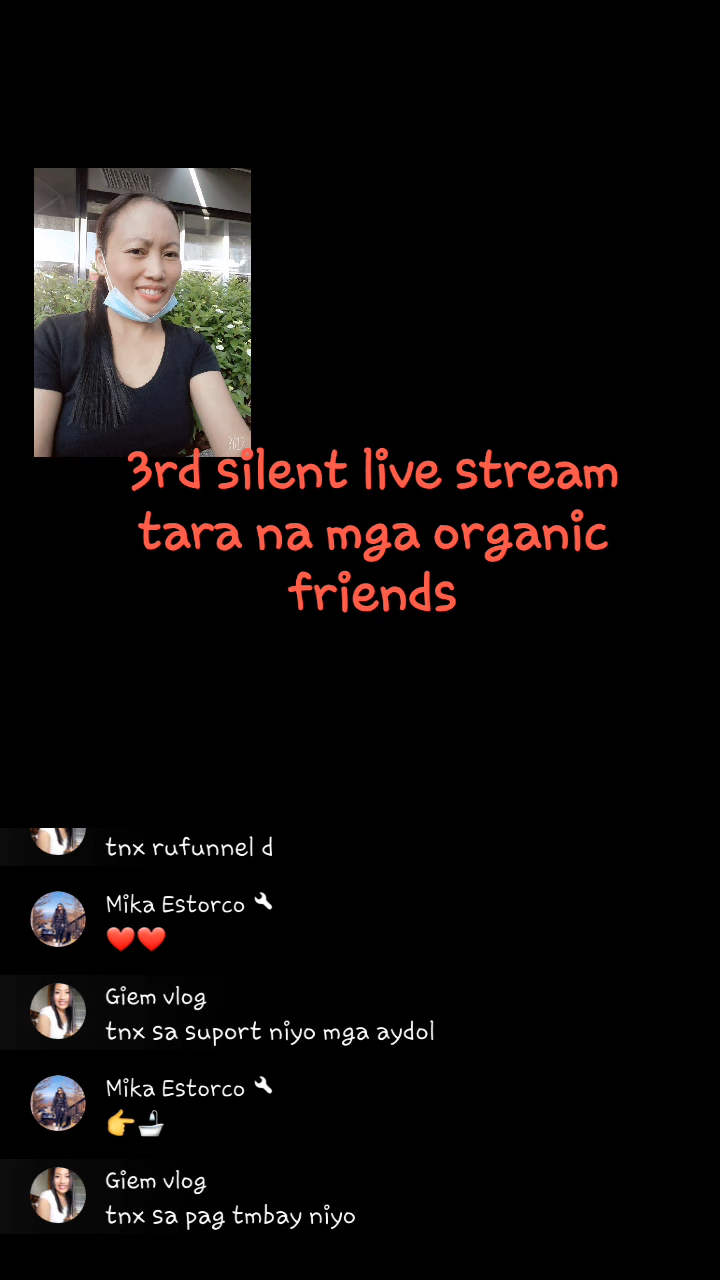 3rd silent live stream
tara na mga organic
friends
tnx rufunnel d
Mika Estorco 🔧
❤️❤️
Giem vlog
tnx sa suport niyo mga aydol
Mika Estorco 🔧
👉🛁
Giem vlog
tnx sa pag tmbay niyo